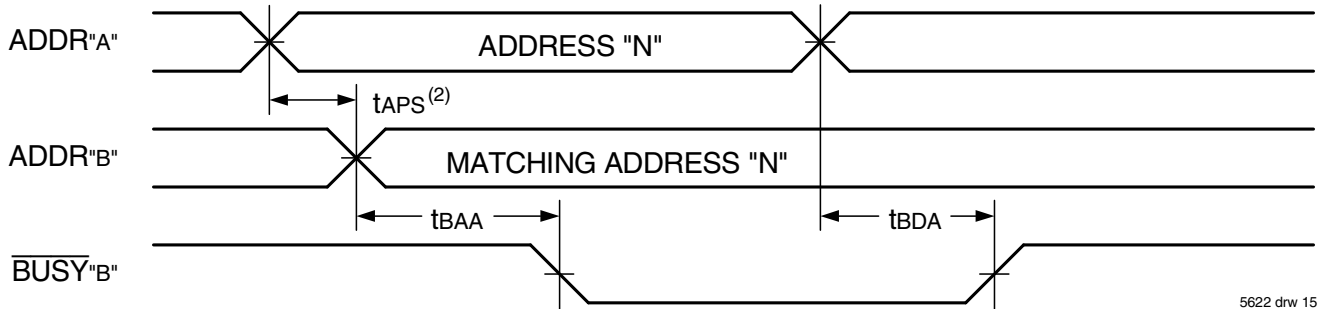 ADDR"A"
ADDRESS "N"
tAPS(2)
ADDR"B"
MATCHING ADDRESS "N"
tBAA
tBDA
BUSY"B"
5622 drw 15